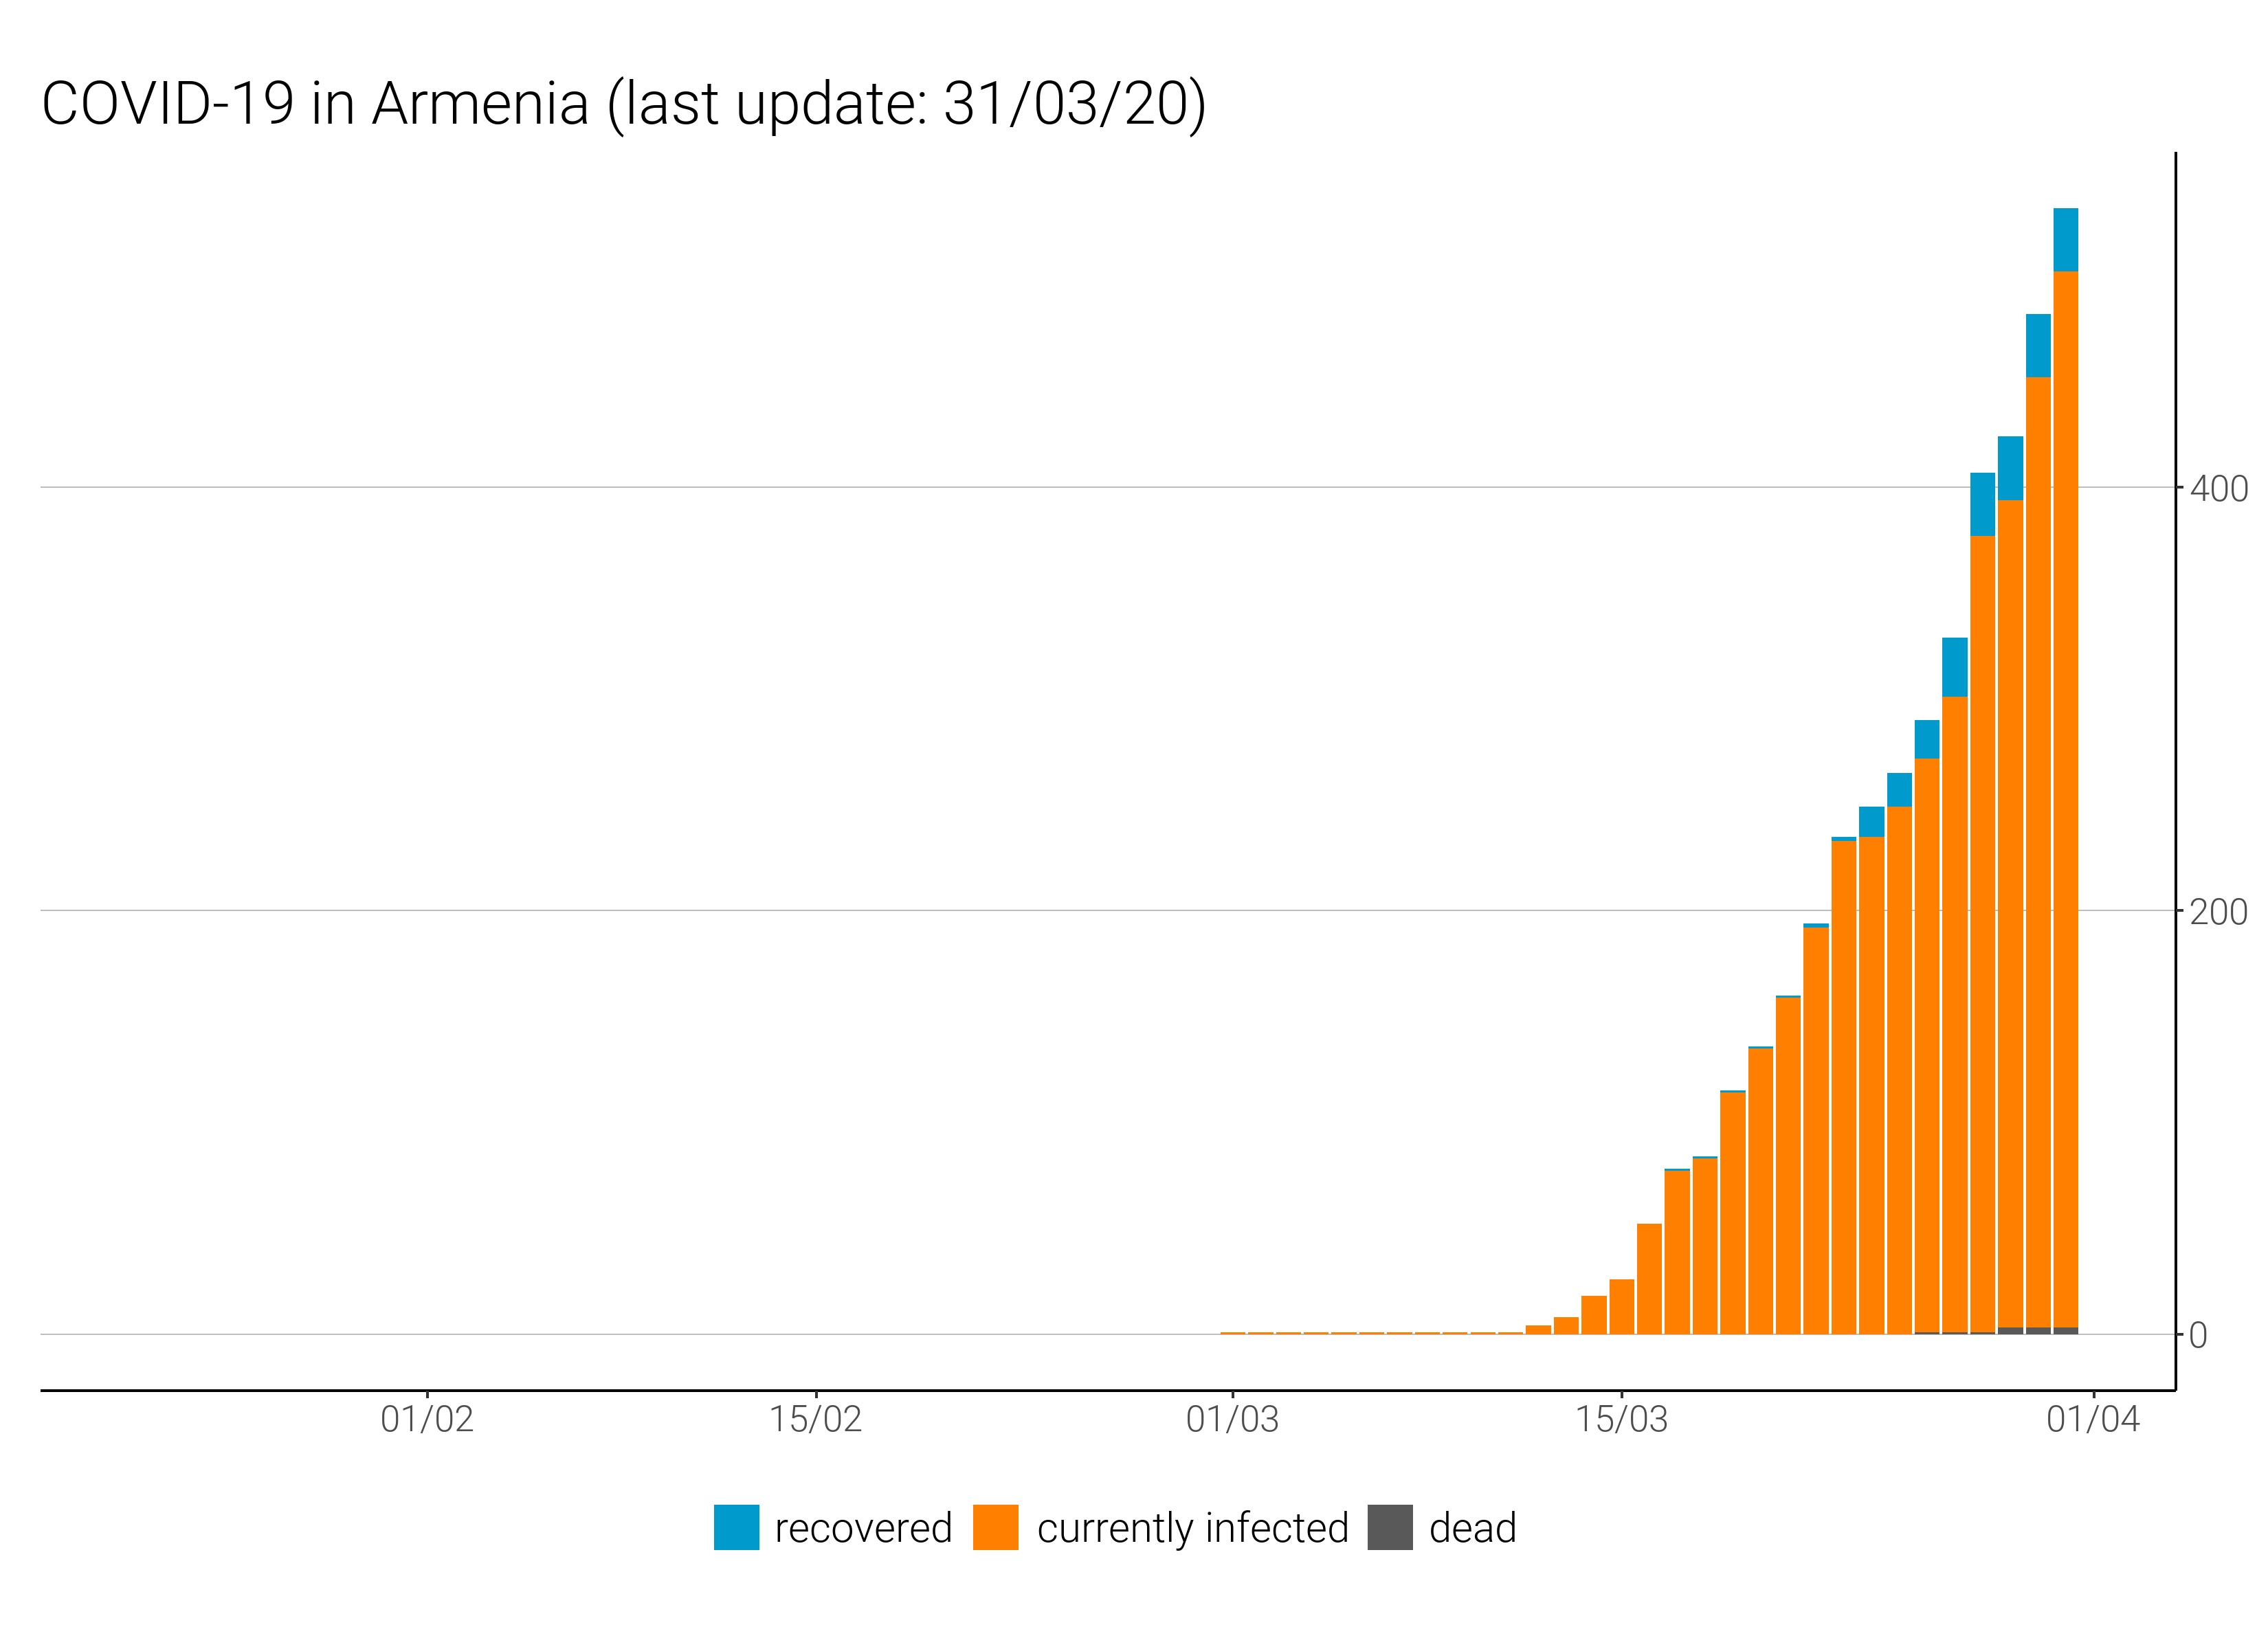 COVID-19 in Armenia (last update: 31/03/20)
400
200
0
01/02 15/02 01/03 15/03 01/04
recovered currently infected dead